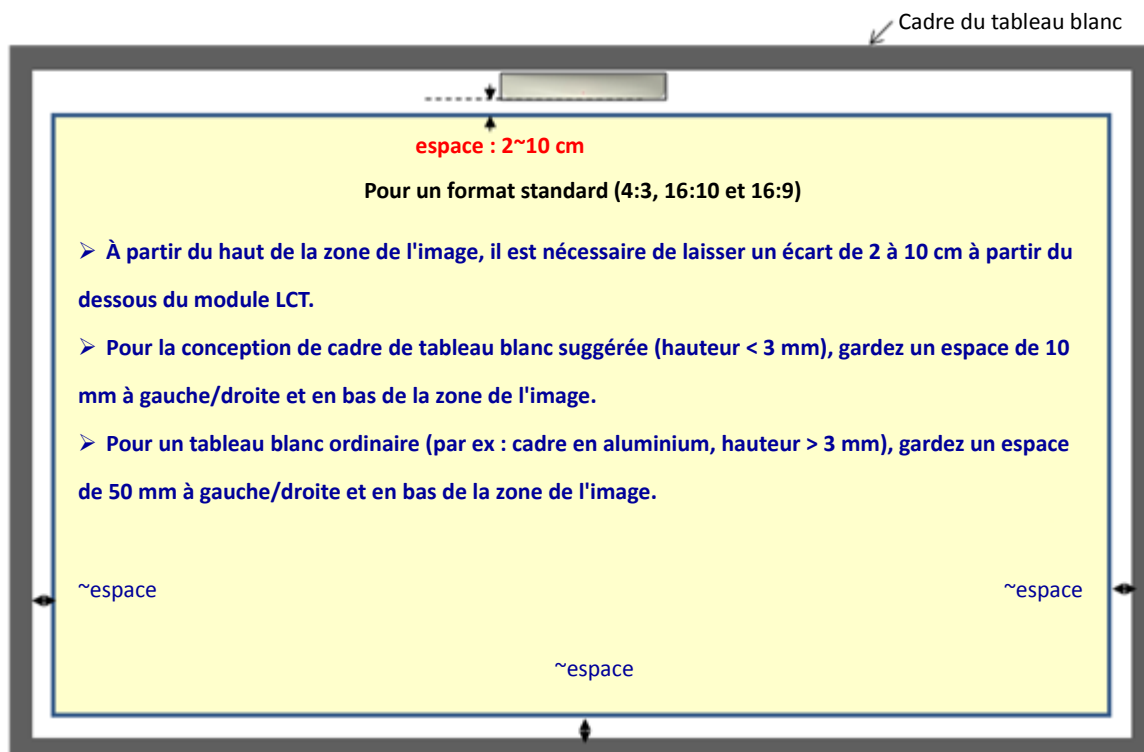 Cadre du tableau blanc
espace : 2~10 cm
Pour un format standard (4:3, 16:10 et 16:9)
➢ À partir du haut de la zone de l'image, il est nécessaire de laisser un écart de 2 à 10 cm à partir du
dessous du module LCT.
➢ Pour la conception de cadre de tableau blanc suggérée (hauteur < 3 mm), gardez un espace de 10
mm à gauche/droite et en bas de la zone de l'image.
➢ Pour un tableau blanc ordinaire (par ex : cadre en aluminium, hauteur > 3 mm), gardez un espace
de 50 mm à gauche/droite et en bas de la zone de l'image.
~espace
~espace
~espace